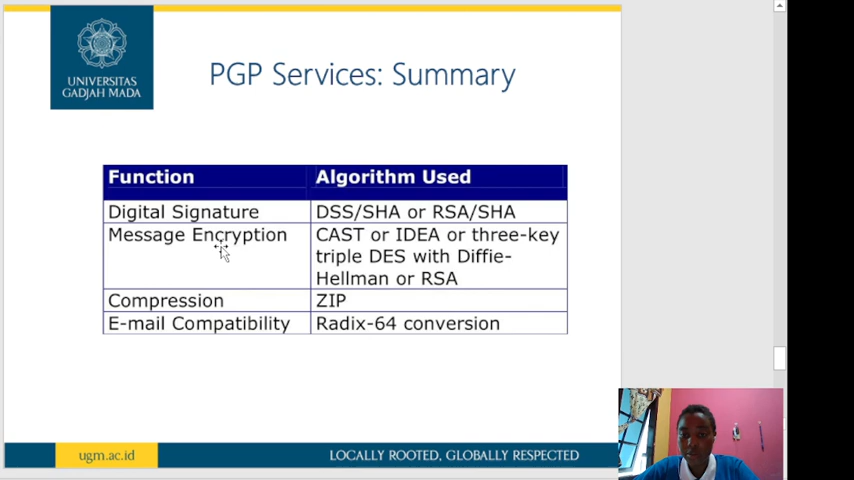 UNIVERSITAS
GADJAH MADA
PGP Services: Summary
Function Algorithm Used
Digital Signature DSS/SHA or RSA/SHA
Message Encryption CAST or IDEA or three-key
triple DES with Diffie-
Hellman or RSA
Compression ZIP
E-mail Compatibility Radix-64 conversion
ugm.ac.id LOCALLY ROOTED, GLOBALLY RESPECTED